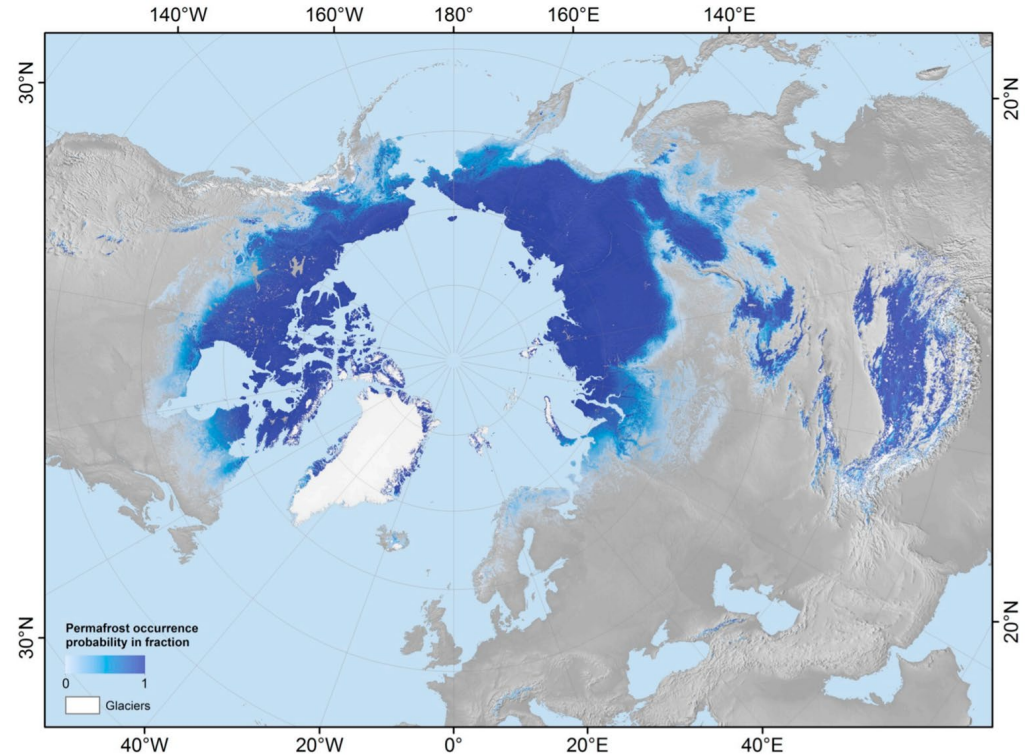 140°W 160°W 180° 160°E 140°E
30°N
20°N
30°N
20°N
Permafrost occurrence
probability in fraction
0 1
Glaciers
40°W 20°W 0° 20°E 40°E